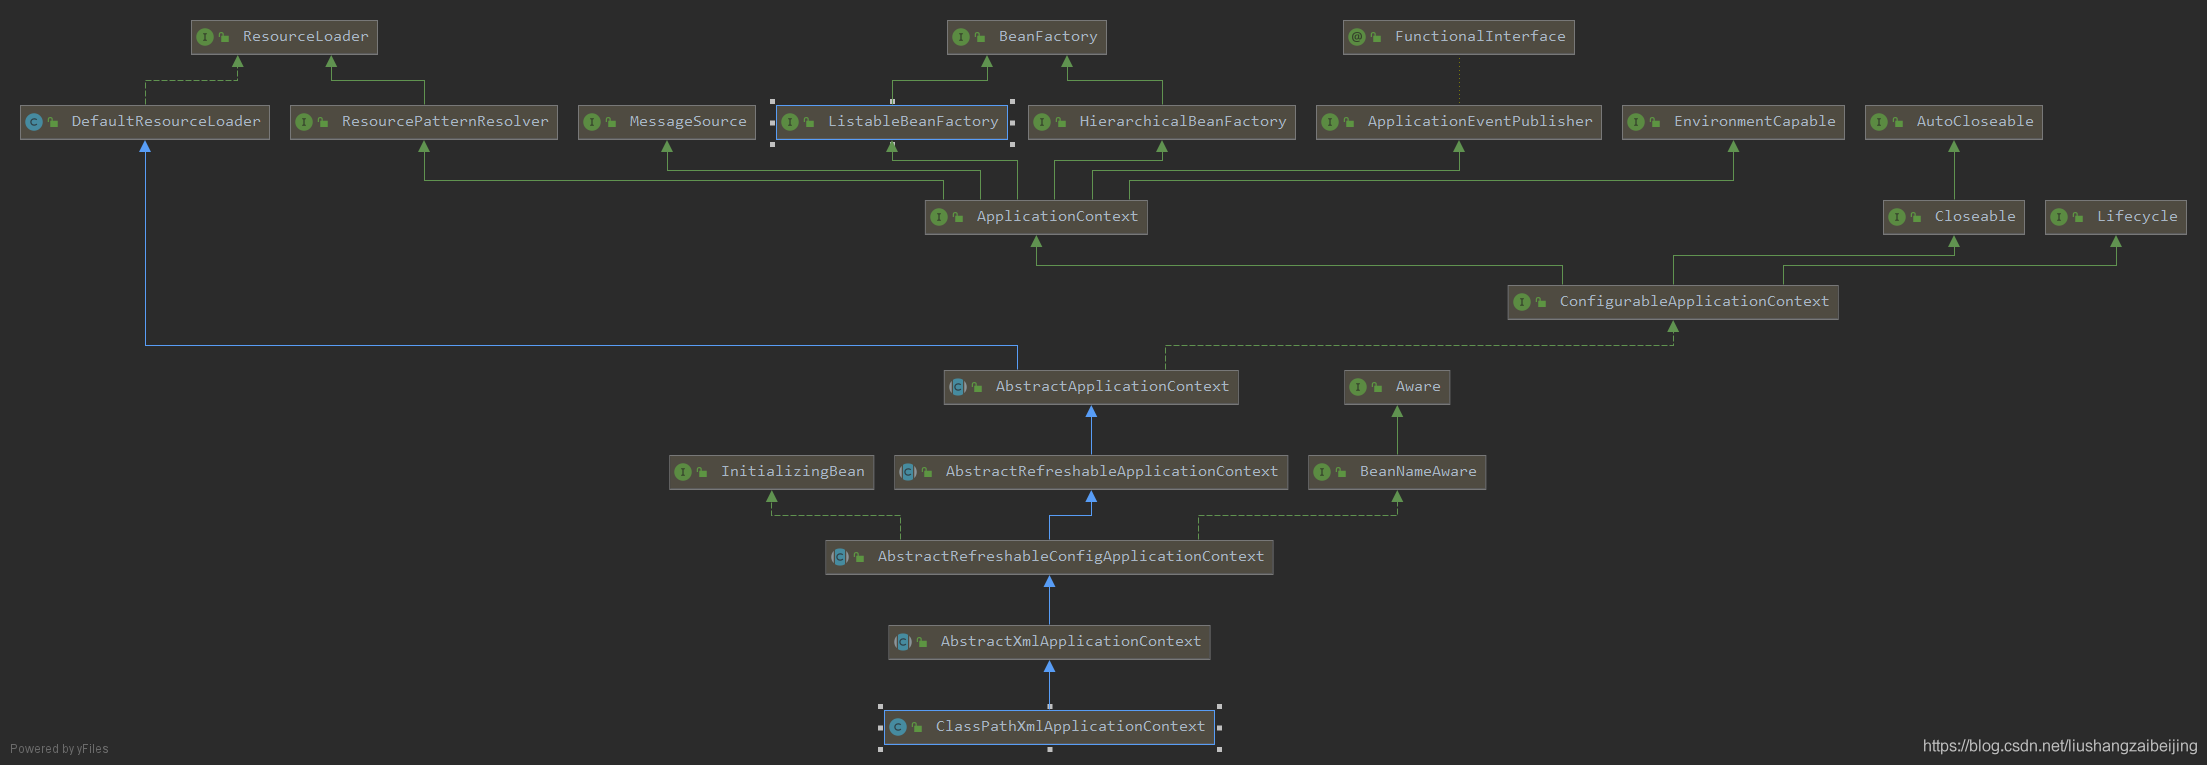 ResourceLoader
BeanFactory
FunctionalInterface
DefaultResourceLoader
ResourcePatternResolver
MessageSource
ListableBeanFactory
HierarchicalBeanFactory
ApplicationEventPublisher
EnvironmentCapable
AutoCloseable
ApplicationContext
Closeable
Lifecycle
ConfigurableApplicationContext
AbstractApplicationContext
Aware
InitializingBean
AbstractRefreshableApplicationContext
BeanNameAware
AbstractRefreshableConfigApplicationContext
AbstractXmlApplicationContext
ClassPathXmlApplicationContext
Powered by yFiles
https://blog.csdn.net/liushangzaibeijing